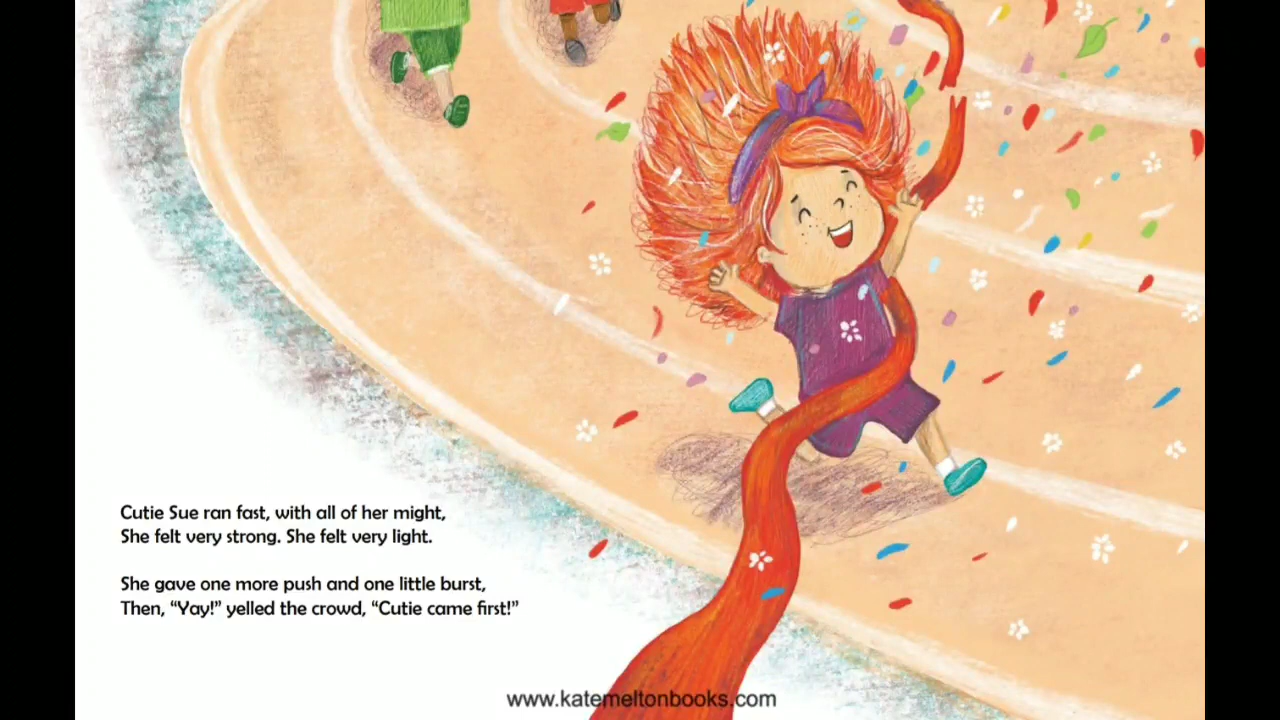 Cutie Sue ran fast, with all of her might,
She felt very strong. She felt very light.
She gave one more push and one little burst,
Then, “Yay!” yelled the crowd, “Cutie came first!”
www.katemeltonbooks.com